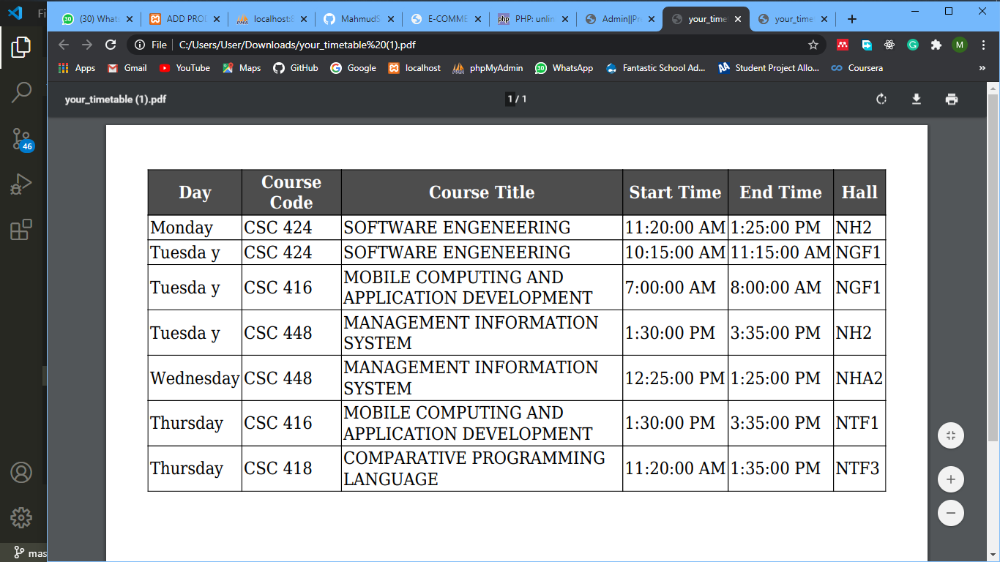 Fi
(30) What
ADD PROD
localhost:8
MahmudS
E-COMME
PHP: unlin
Admin||Pr
your_time
your_time
File C:/Users/User/Downloads/your_timetable%20(1).pdf
M
Apps Gmail YouTube Maps GitHub Google localhost phpMyAdmin WhatsApp Fantastic School Ad... Student Project Allo... Coursera »
your_timetable (1).pdf 1 / 1
46
Day Course Code Course Title Start Time End Time Hall
Monday CSC 424 SOFTWARE ENGENEERING 11:20:00 AM 1:25:00 PM NH2
Tuesda y CSC 424 SOFTWARE ENGENEERING 10:15:00 AM 11:15:00 AM NGF1
Tuesda y CSC 416 MOBILE COMPUTING AND APPLICATION DEVELOPMENT 7:00:00 AM 8:00:00 AM NGF1
Tuesda y CSC 448 MANAGEMENT INFORMATION SYSTEM 1:30:00 PM 3:35:00 PM NH2
Wednesday CSC 448 MANAGEMENT INFORMATION SYSTEM 12:25:00 PM 1:25:00 PM NHA2
Thursday CSC 416 MOBILE COMPUTING AND APPLICATION DEVELOPMENT 1:30:00 PM 3:35:00 PM NTF1
Thursday CSC 418 COMPARATIVE PROGRAMMING LANGUAGE 11:20:00 AM 1:35:00 PM NTF3
mas